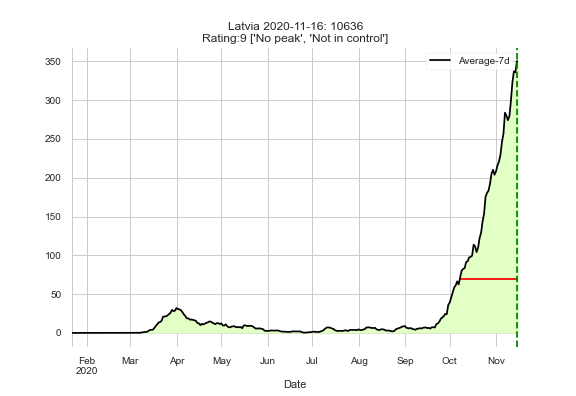 Latvia 2020-11-16: 10636
Rating:9 ['No peak', 'Not in control']
Average-7d
350
300
250
200
150
100
50
0
Feb Mar Apr May Jun Jul Aug Sep Oct Nov
2020
Date